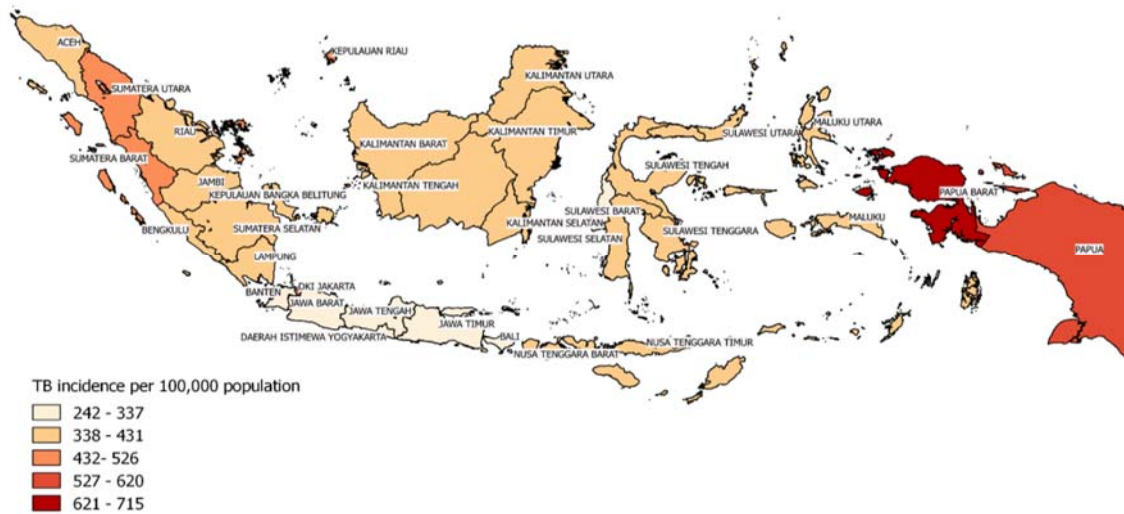 ACEH
KEPULAUAN RIAU
SUMATERA UTARA
KALIMANTAN UTARA
RIAU
KALIMANTAN TIMUR
SULAWESI UTARA
MALUKU UTARA
KALIMANTAN BARAT
SUMATERA BARAT
SULAWESI TENGAH
JAMBI
KALIMANTAN TENGAH
PAPUA BARAT
KEPULAUAN BANGKA BELITUNG
SULAWESI BARAT
MALUKU
BENGKULU
SUMATERA SELATAN
KALIMANTAN SELATAN
SULAWESI TENGGARA
SULAWESI SELATAN
PAPUA
LAMPUNG
BANTEN
DKI JAKARTA
JAWA BARAT
JAWA TENGAH
JAWA TIMUR
DAERAH ISTIMEWA YOGYAKARTA
BALI
NUSA TENGGARA BARAT
NUSA TENGGARA TIMUR
TB incidence per 100,000 population
242 - 337
338 - 431
432- 526
527 - 620
621 - 715